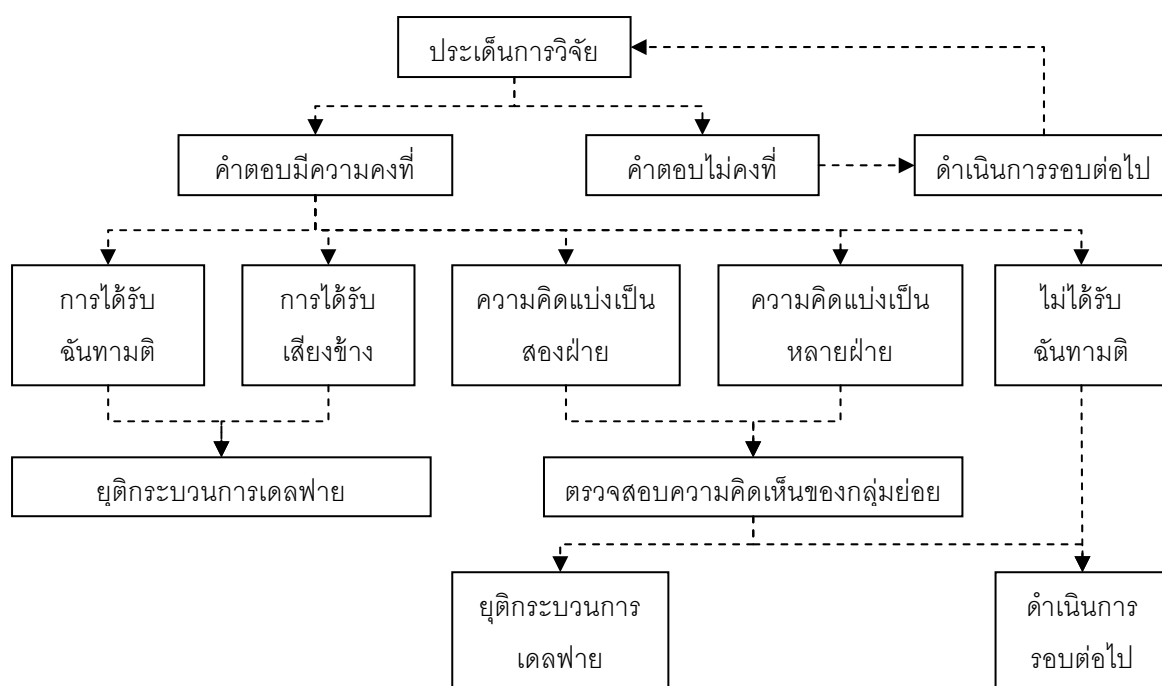 ประเด็นการวิจัย
คำตอบมีความคงที่
คำตอบไม่คงที่
ดำเนินการรอบต่อไป
การได้รับ
ฉันทามติ
การได้รับ
เสียงข้าง
ความคิดแบ่งเป็น
สองฝ่าย
ความคิดแบ่งเป็น
หลายฝ่าย
ไม่ได้รับ
ฉันทามติ
ยุติกระบวนการเดลฟาย
ตรวจสอบความคิดเห็นของกลุ่มย่อย
ยุติกระบวนการ
เดลฟาย
ดำเนินการ
รอบต่อไป